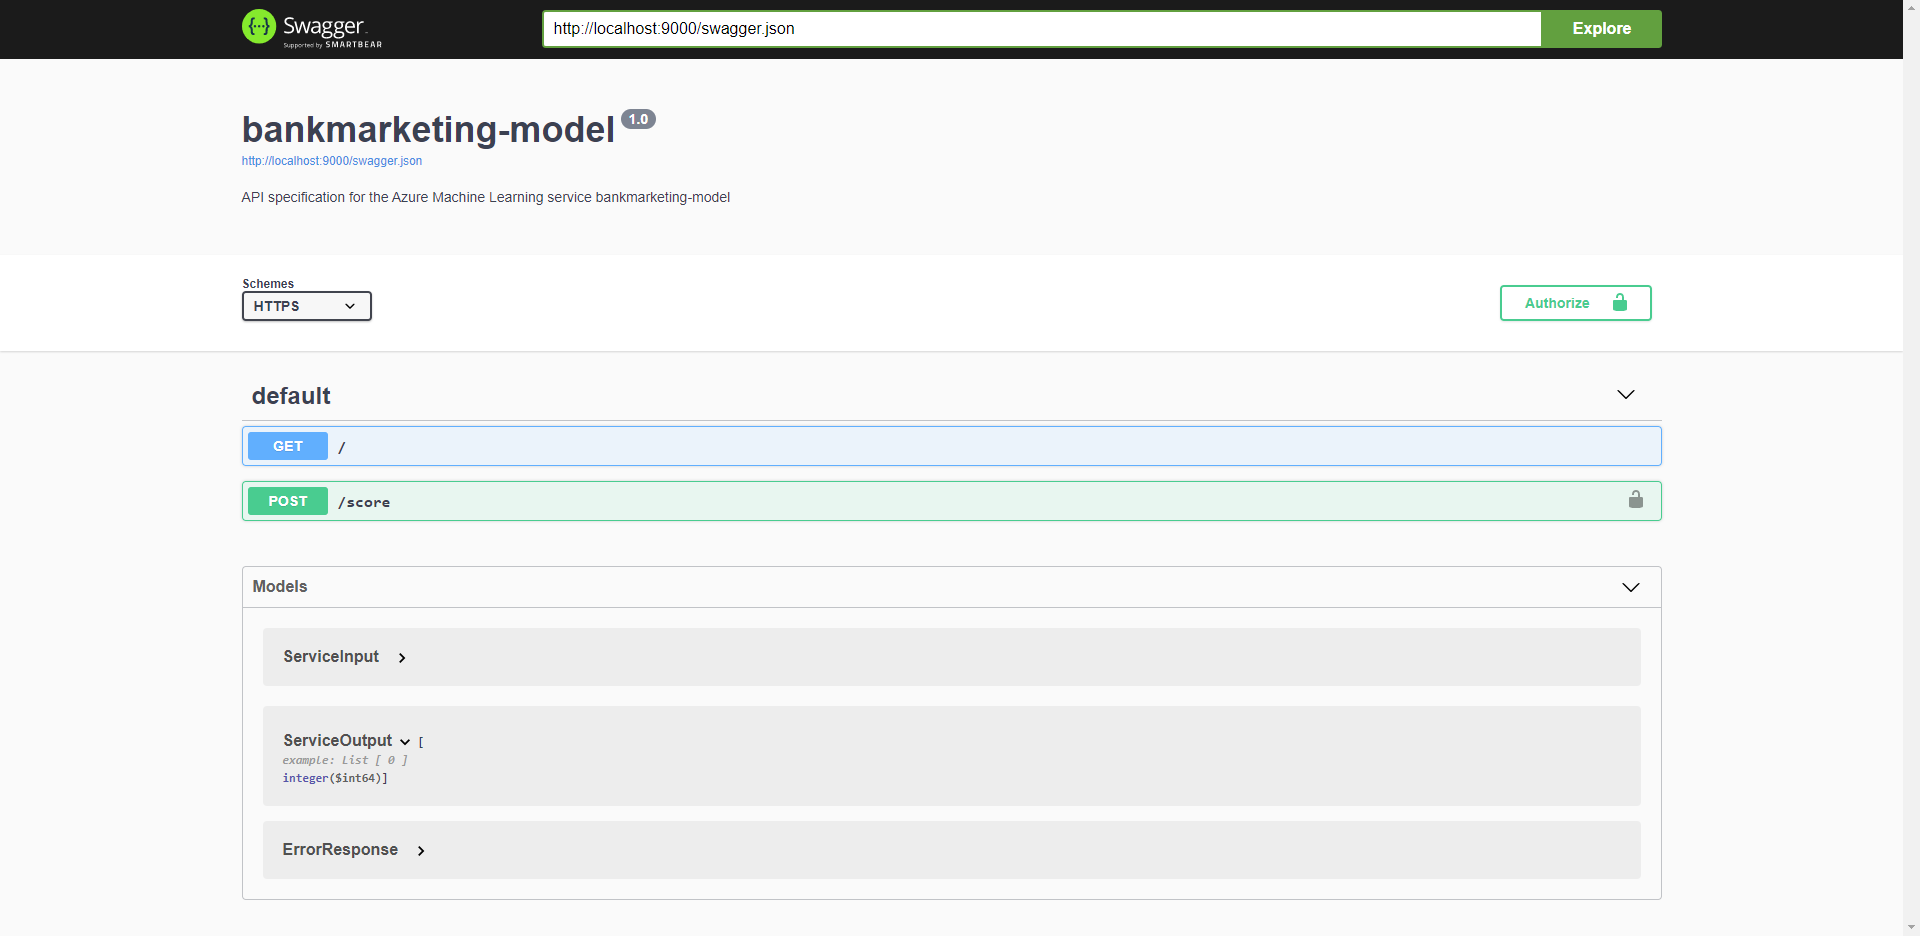 {...} Swagger
Supported by SMARTBEAR
http://localhost:9000/swagger.json
Explore
bankmarketing-model 1.0
http://localhost:9000/swagger.json
API specification for the Azure Machine Learning service bankmarketing-model
Schemes
HTTPS
Authorize
default
GET /
POST /score
Models
ServiceInput
ServiceOutput [
example: List [ 0 ]
integer($int64)]
ErrorResponse